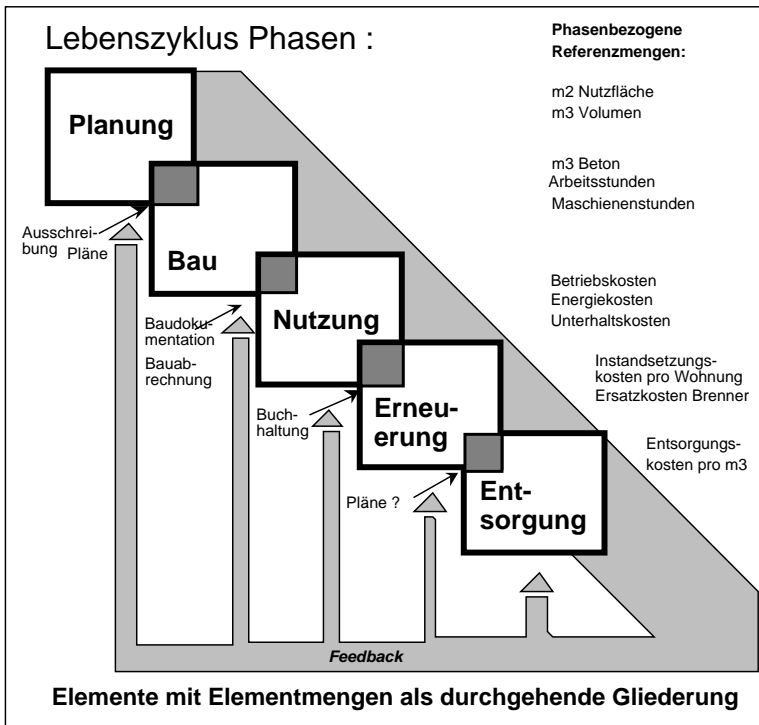 Lebenszyklus Phasen :
Phasenbezogene
Referenzmengen:
m2 Nutzfläche
m3 Volumen
Planung
m3 Beton
Arbeitsstunden
Maschienenstunden
Ausschrei-
bung Pläne
Bau
Betriebskosten
Energiekosten
Unterhaltskosten
Baudoku-
mentation
Bauab-
rechnung
Nutzung
Instandsetzungs-
kosten pro Wohnung
Ersatzkosten Brenner
Buch-
haltung
Erneu-
erung
Entsorgungs-
kosten pro m3
Pläne ?
Ent-
sorgung
Feedback
Elemente mit Elementmengen als durchgehende Gliederung